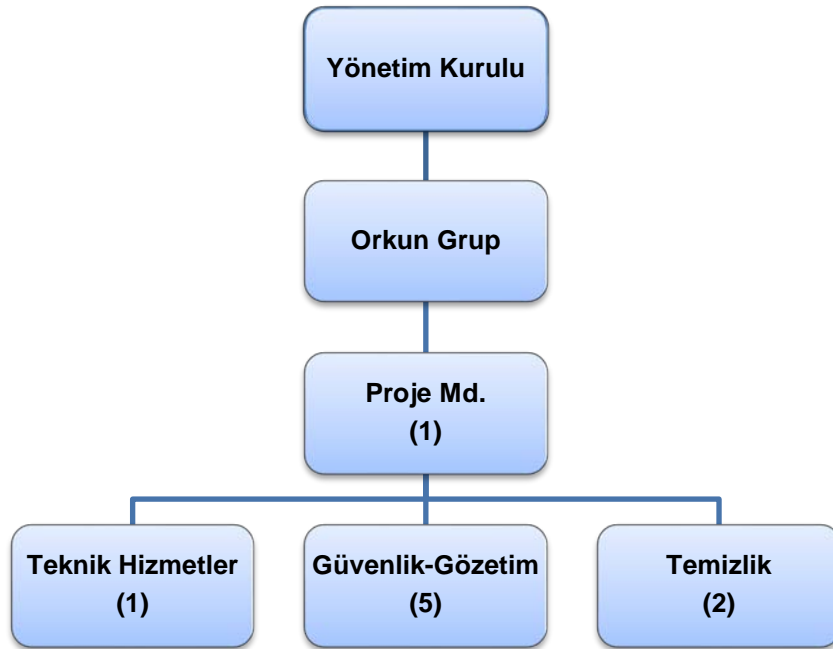 Yönetim Kurulu
Orkun Grup
Proje Md.
(1)
Teknik Hizmetler
(1)
Güvenlik-Gözetim
(5)
Temizlik
(2)